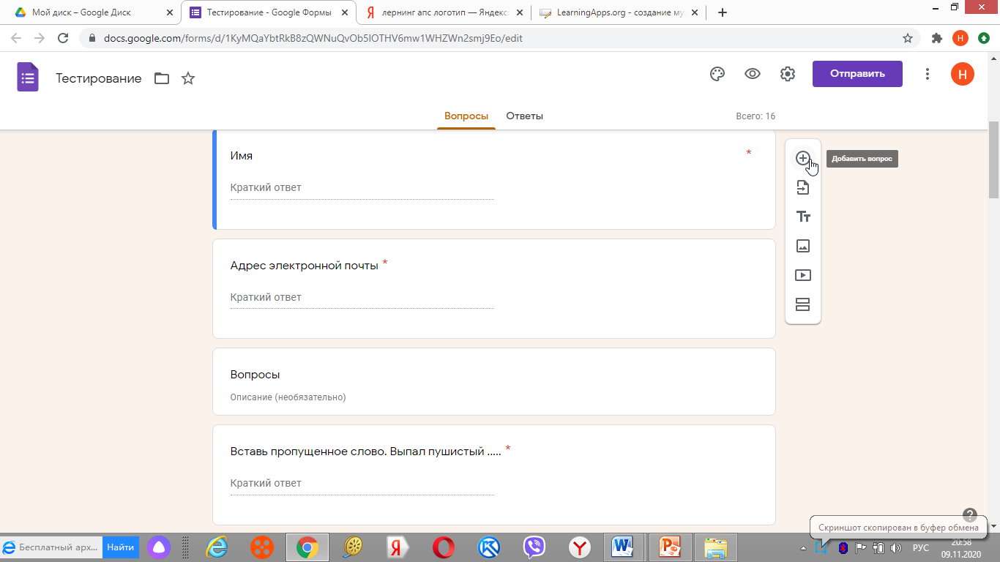 Мой диск – Google Диск
Тестирование - Google Формы
лернинг апс логотип — Яндекс
LearningApps.org - создание му
docs.google.com/forms/d/1KyMQaYbtRkB8zQWNuQvOb5IOTHV6mw1WHZWn2smj9Eo/edit
Н
Тестирование
Отправить
Н
Вопросы
Ответы
Всего: 16
Имя *
Добавить вопрос
Краткий ответ
Адрес электронной почты *
Краткий ответ
Вопросы
Описание (необязательно)
Вставь пропущенное слово. Выпал пушистый ..... *
Краткий ответ
Скриншот скопирован в буфер обмена
Бесплатный арх...
Найти
РУС
20:58
09.11.2020